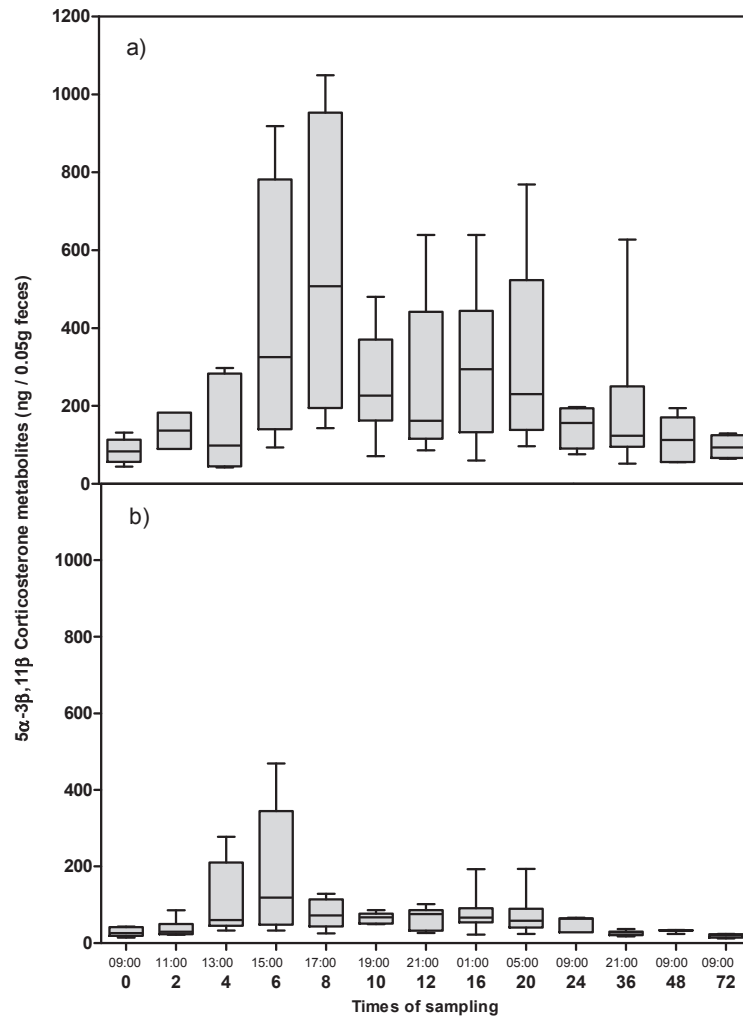 1200
a)
1000
800
600
400
200
0
b)
1000
800
600
400
200
0
5α-3β,11β Corticosterone metabolites (ng / 0.05g feces)
09:00 11:00 13:00 15:00 17:00 19:00 21:00 01:00 05:00 09:00 21:00 09:00 09:00
0 2 4 6 8 10 12 16 20 24 36 48 72
Times of sampling